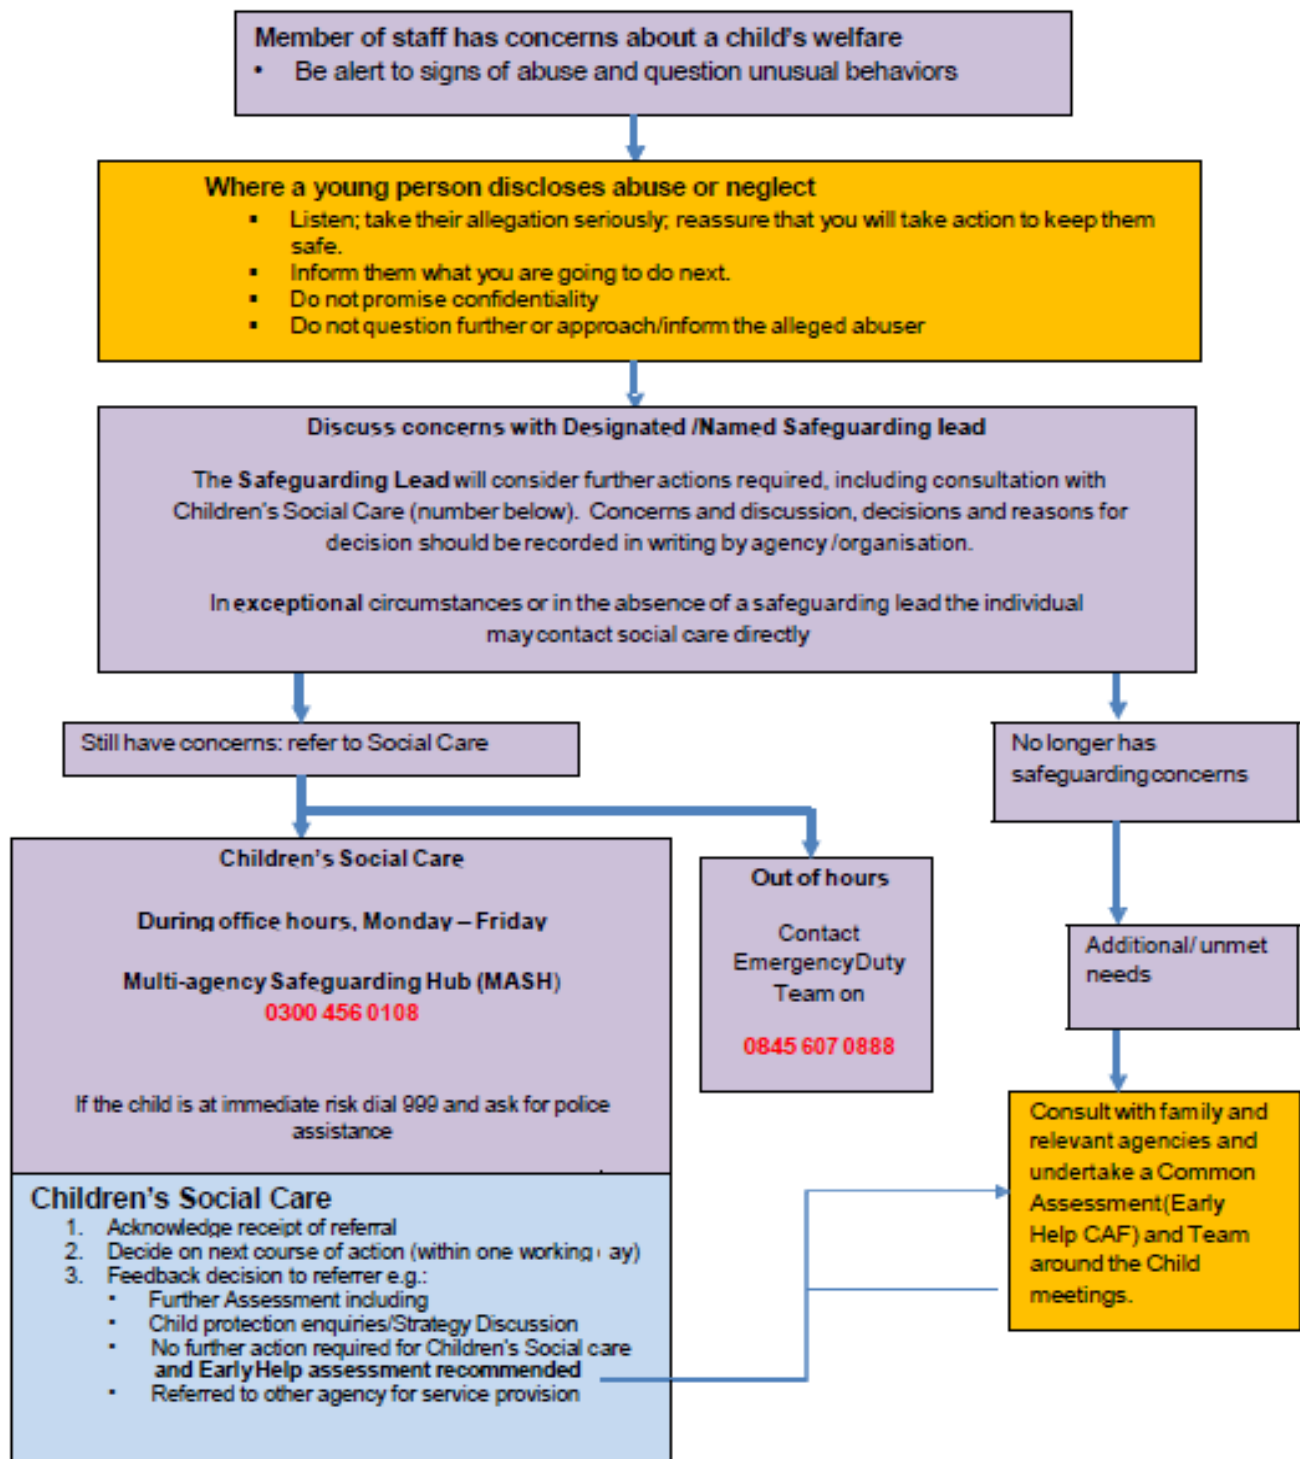 Member of staff has concerns about a child's welfare
• Be alert to signs of abuse and question unusual behaviors
Where a young person discloses abuse or neglect
▪ Listen; take their allegation seriously; reassure that you will take action to keep them
safe.
▪ Inform them what you are going to do next.
▪ Do not promise confidentiality
▪ Do not question further or approach/inform the alleged abuser
Discuss concerns with Designated /Named Safeguarding lead
The Safeguarding Lead will consider further actions required, including consultation with
Children's Social Care (number below). Concerns and discussion, decisions and reasons for
decision should be recorded in writing by agency /organisation.
In exceptional circumstances or in the absence of a safeguarding lead the individual
may contact social care directly
Still have concerns: refer to Social Care
No longer has
safeguarding concerns
Children's Social Care
During office hours, Monday – Friday
Multi-agency Safeguarding Hub (MASH)
0300 456 0108
If the child is at immediate risk dial 999 and ask for police
assistance
Out of hours
Contact
Emergency Duty
Team on
0845 607 0888
Additional/ unmet
needs
Consult with family and
relevant agencies and
undertake a Common
Assessment (Early
Help CAF) and Team
around the Child
meetings.
Children's Social Care
1. Acknowledge receipt of referral
2. Decide on next course of action (within one working ay)
3. Feedback decision to referrer e.g.:
▪ Further Assessment including
▪ Child protection enquiries/Strategy Discussion
▪ No further action required for Children's Social care
and Early Help assessment recommended
▪ Referred to other agency for service provision